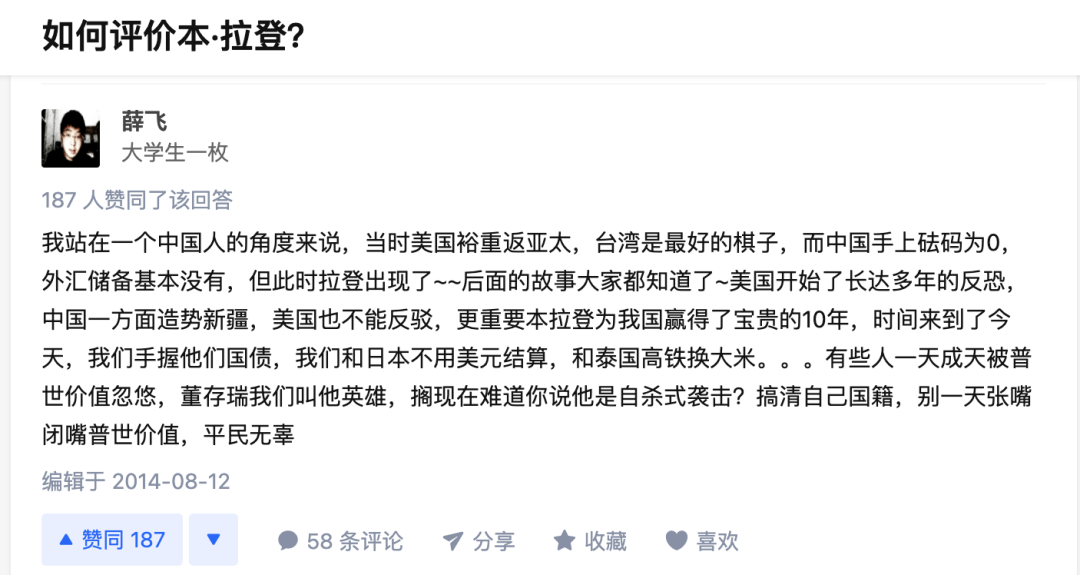 如何评价本·拉登?
薛飞
大学生一枚
187 人赞同了该回答
我站在一个中国人的角度来说，当时美国裕重返亚太，台湾是最好的棋子，而中国手上砝码为0，
外汇储备基本没有，但此时拉登出现了~~后面的故事大家都知道了~美国开始了长达多年的反恐，
中国一方面造势新疆，美国也不能反驳，更重要本拉登为我国赢得了宝贵的10年，时间来到了今
天，我们手握他们国债，我们和日本不用美元结算，和泰国高铁换大米。。。有些人一天成天被普
世价值忽悠，董存瑞我们叫他英雄，搁现在难道你说他是自杀式袭击？搞清自己国籍，别一天张嘴
闭嘴普世价值，平民无辜
编辑于 2014-08-12
赞同 187 58 条评论 分享 收藏 喜欢